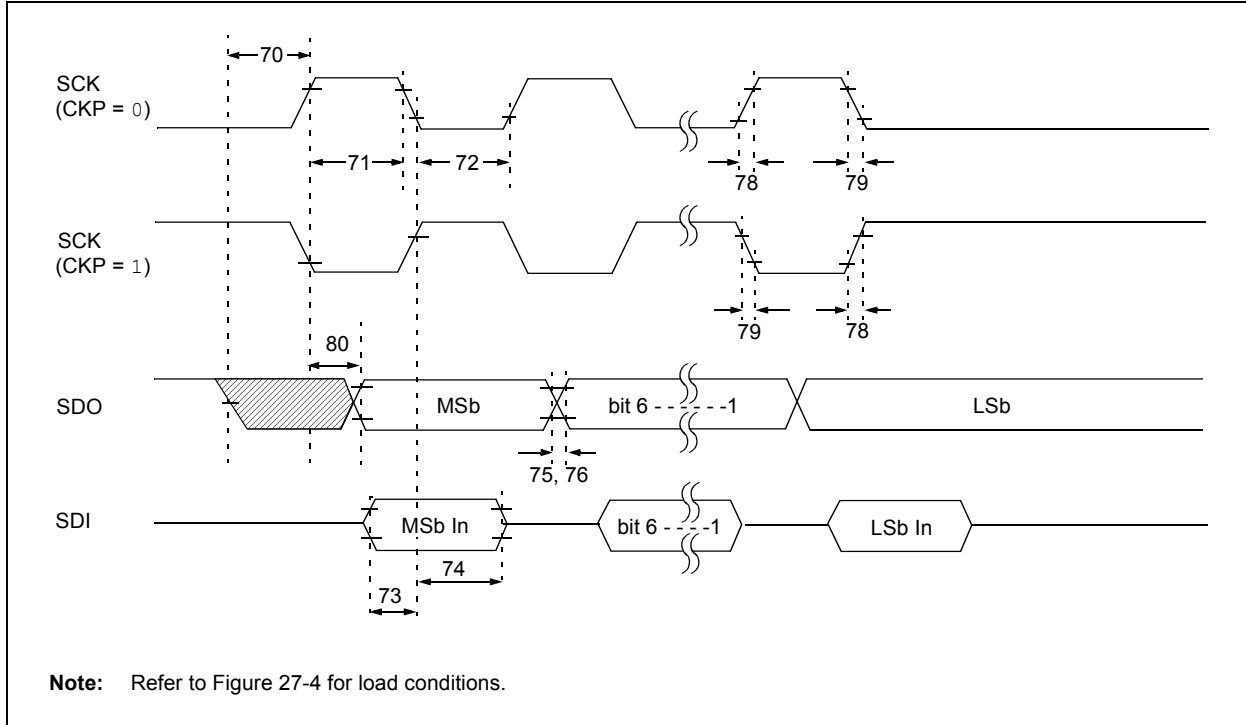 70
SCK
(CKP = 0)
71
72
78
79
SCK
(CKP = 1)
79
78
80
SDO
MSb
bit 6 - - - - - -1
LSb
75, 76
SDI
MSb In
bit 6 - - - -1
LSb In
74
73
Note: Refer to Figure 27-4 for load conditions.